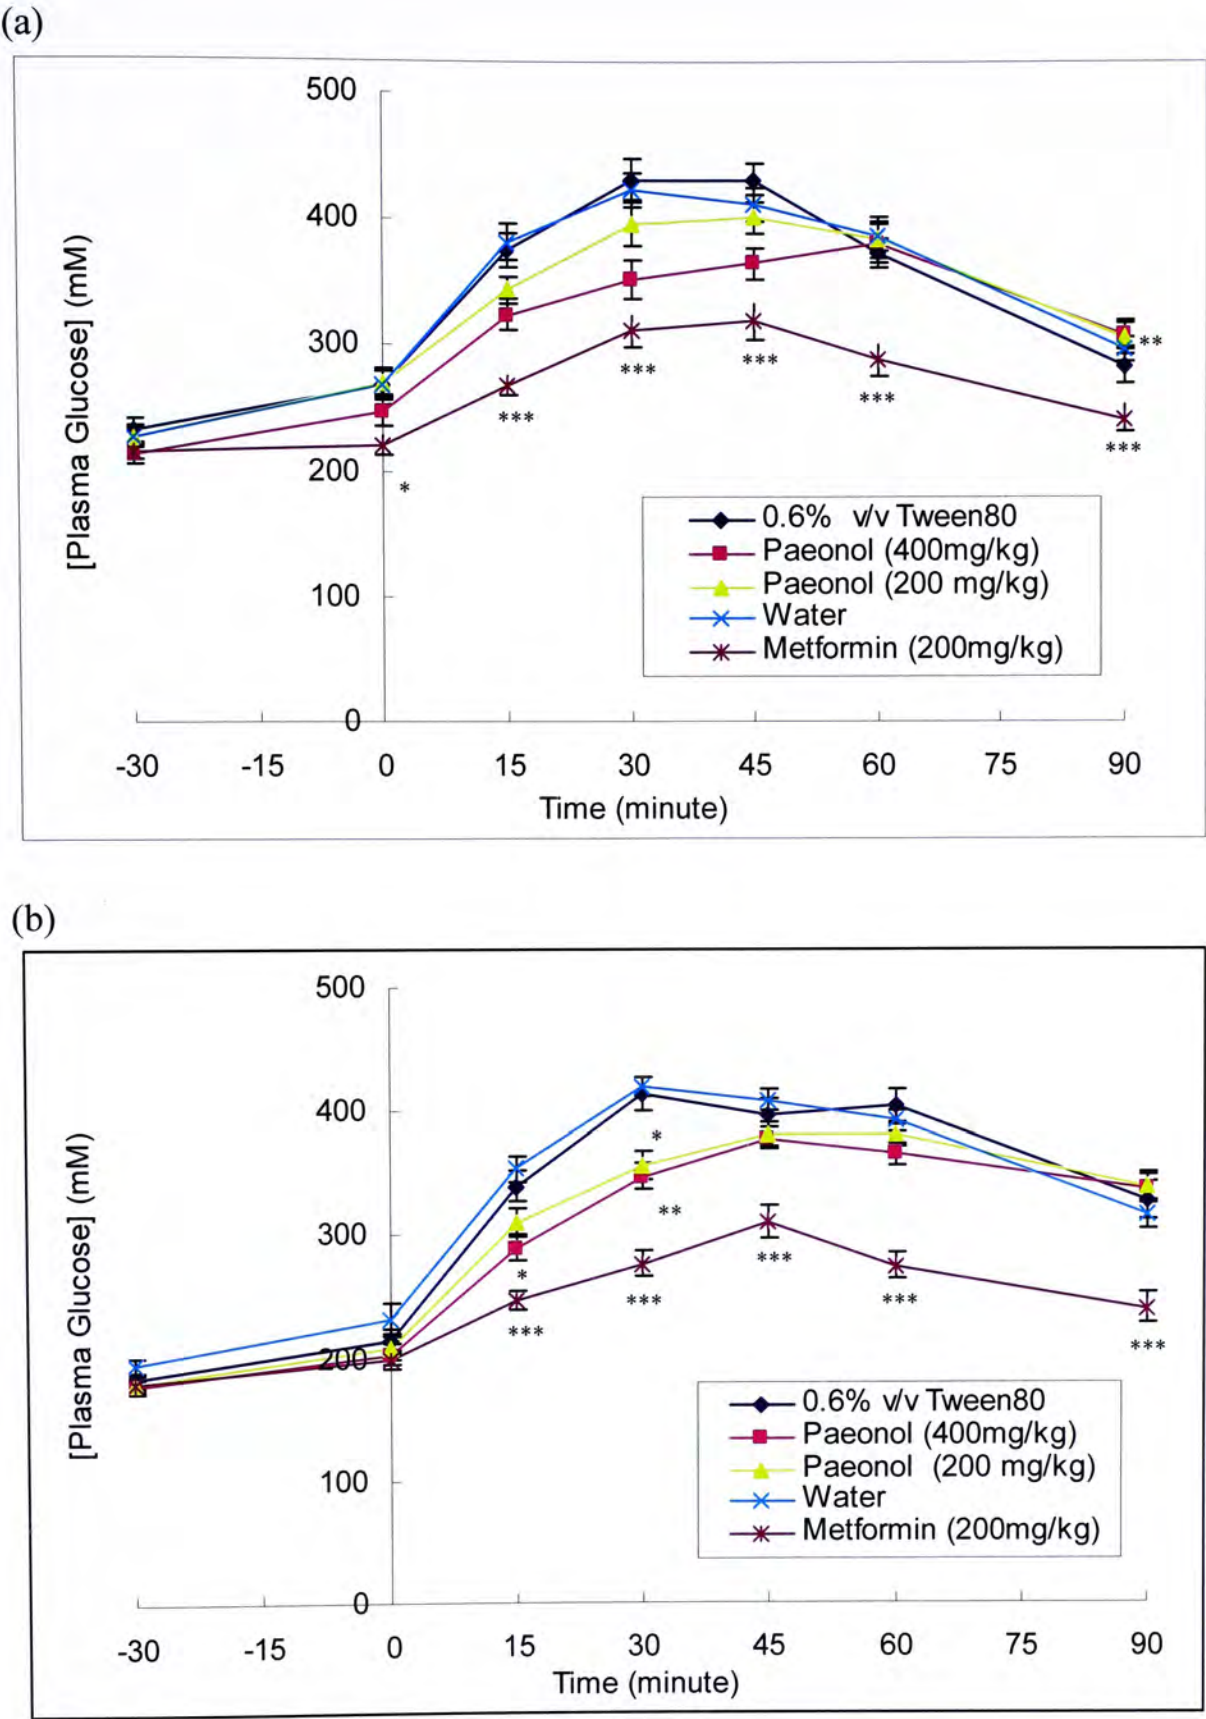 (a)
500
400
300
200
100
0
[Plasma Glucose] (mM)
*
***
***
***
***
**
***
0.6% v/v Tween80
Paeonol (400mg/kg)
Paeonol (200 mg/kg)
Water
Metformin (200mg/kg)
-30 -15 0 15 30 45 60 75 90
Time (minute)
(b)
500
400
300
200
100
0
[Plasma Glucose] (mM)
*
**
*
***
***
***
***
***
0.6% v/v Tween80
Paeonol (400mg/kg)
Paeonol (200 mg/kg)
Water
Metformin (200mg/kg)
-30 -15 0 15 30 45 60 75 90
Time (minute)